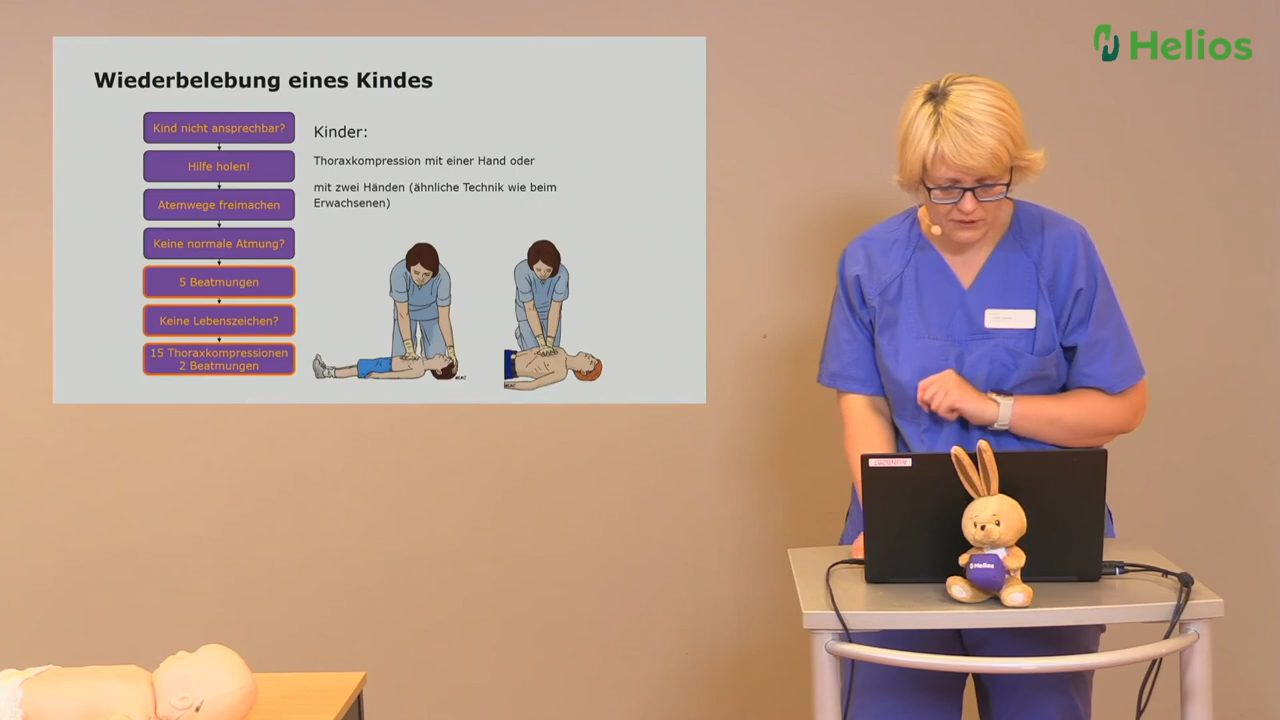 Helios
Wiederbelebung eines Kindes
Kind nicht ansprechbar?
Hilfe holen!
Atemwege freimachen
Keine normale Atmung?
5 Beatmungen
Keine Lebenszeichen?
15 Thoraxkompressionen
2 Beatmungen
Kinder:
Thoraxkompression mit einer Hand oder
mit zwei Händen (ähnliche Technik wie beim
Erwachsenen)
Helios